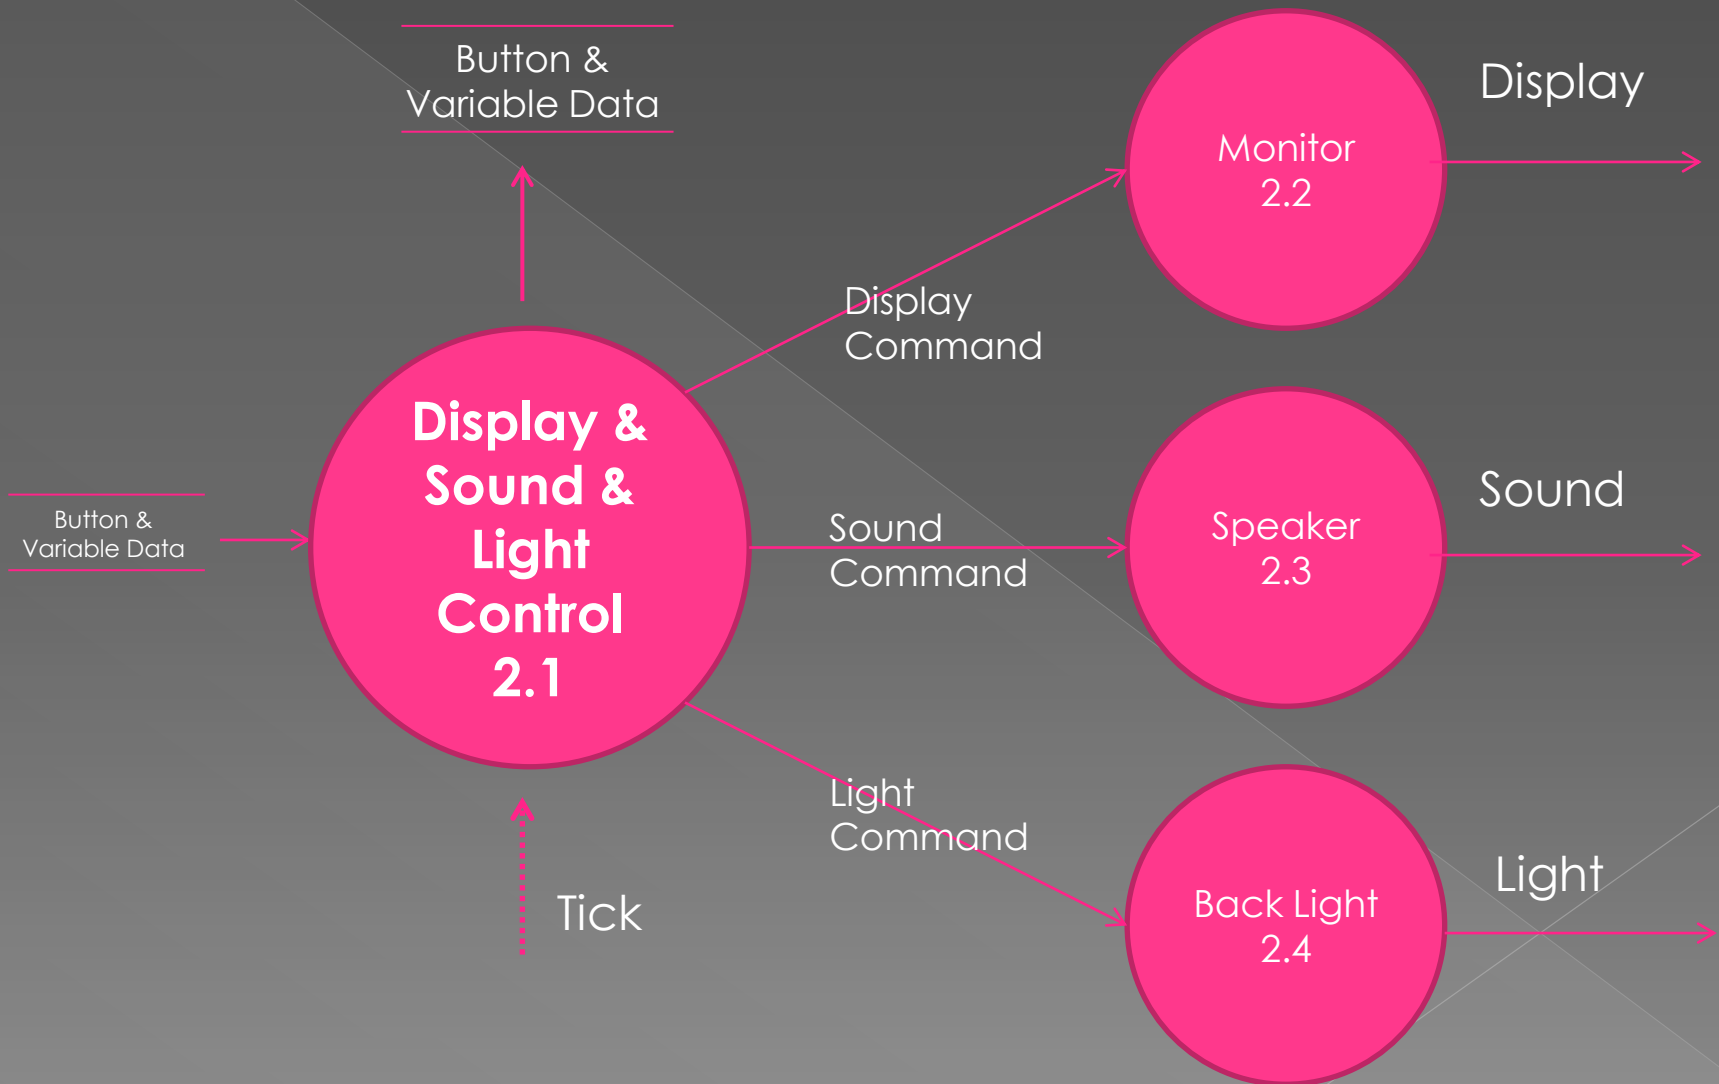 Button &
Variable Data
Display
Monitor
2.2
Display
Command
Display &
Sound &
Light
Control
2.1
Button &
Variable Data
Sound
Command
Speaker
2.3
Sound
Light
Command
Tick
Back Light
2.4
Light